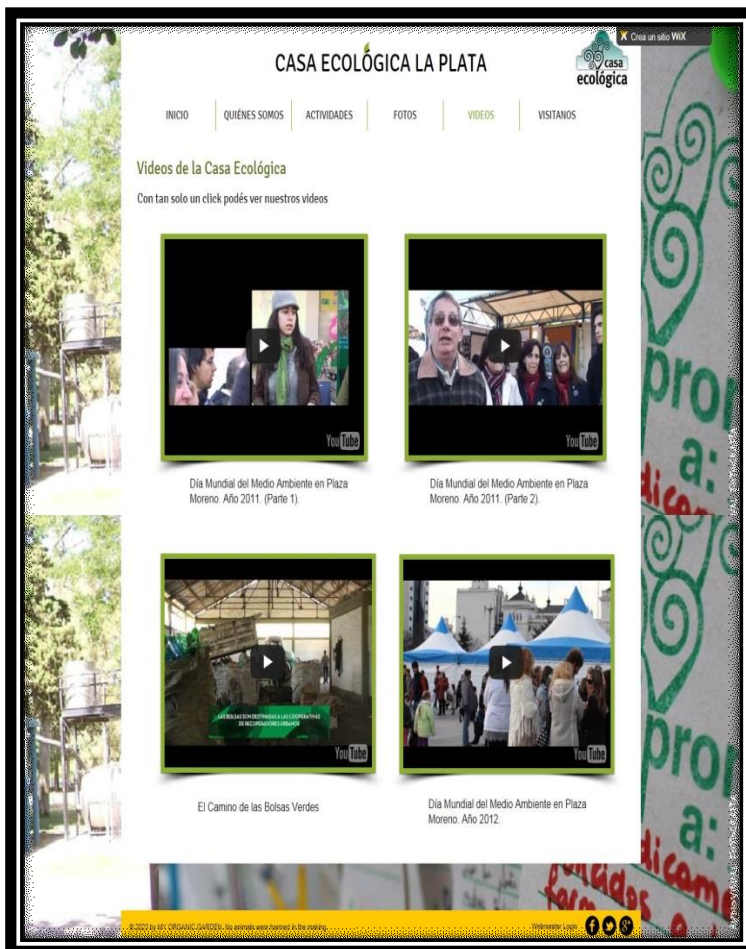 Crea un sitio WiX
CASA ECOLÓGICA LA PLATA
casa
ecológica
INICIO QUIÉNES SOMOS ACTIVIDADES FOTOS VIDEOS VISITANOS
Videos de la Casa Ecológica
Con tan solo un click podés ver nuestros videos
YouTube
YouTube
Día Mundial del Medio Ambiente en Plaza
Moreno. Año 2011. (Parte 1).
Día Mundial del Medio Ambiente en Plaza
Moreno. Año 2011. (Parte 2).
LAS BOLSAS SON DESTINADAS A LAS COOPERATIVAS
DE RECUPERADORES URBANOS
YouTube
YouTube
El Camino de las Bolsas Verdes
Día Mundial del Medio Ambiente en Plaza
Moreno. Año 2012.
© 2023 by MY ORGANIC GARDEN. No animals were harmed in the making.
Webmaster Login
pro
a:
pro
a: